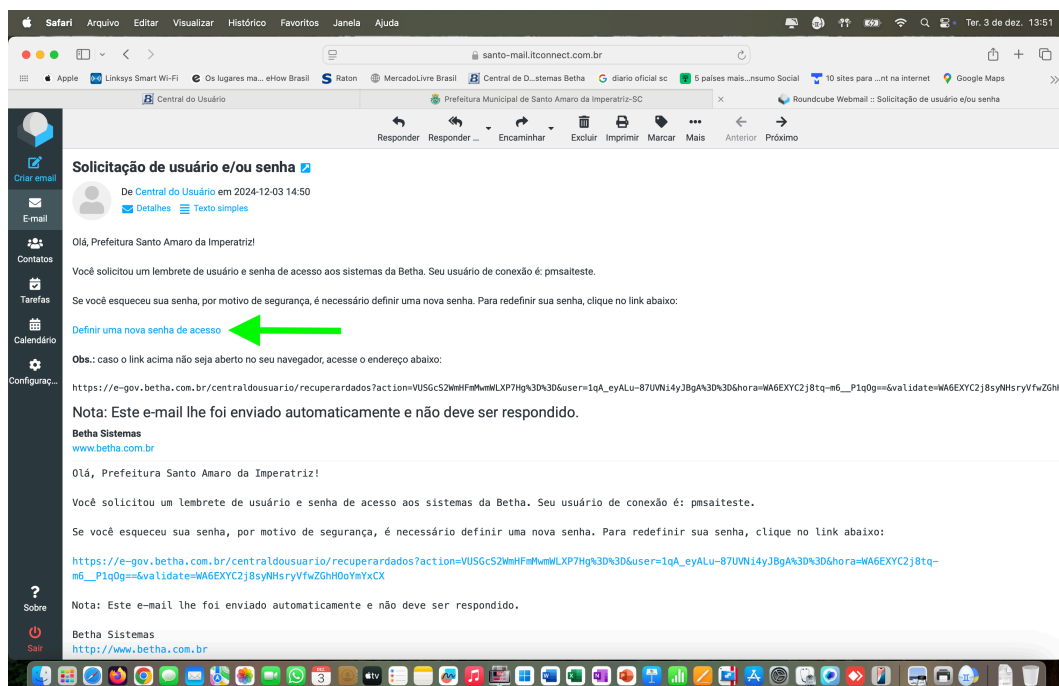 Safari Arquivo Editar Visualizar Histórico Favoritos Janela Ajuda Ter. 3 de dez. 13:51
santo-mail.itconnect.com.br
Apple Linksys Smart Wi-Fi Os lugares ma... eHow Brasil Raton MercadoLivre Brasil Central de D...stemas Betha diario oficial sc 5 países mais...nsumo Social 10 sites para ...nt na internet Google Maps
Central do Usuário Prefeitura Municipal de Santo Amaro da Imperatriz-SC Roundcube Webmail :: Solicitação de usuário e/ou senha
Responder Responder ... Encaminhar Excluir Imprimir Marcar Mais Anterior Próximo
Criar email
E-mail
Contatos
Tarefas
Calendário
Configuraç...
Sobre
Sair
Solicitação de usuário e/ou senha
De Central do Usuário em 2024-12-03 14:50
Detalhes Texto simples
Olá, Prefeitura Santo Amaro da Imperatriz!
Você solicitou um lembrete de usuário e senha de acesso aos sistemas da Betha. Seu usuário de conexão é: pmsaiteste.
Se você esqueceu sua senha, por motivo de segurança, é necessário definir uma nova senha. Para redefinir sua senha, clique no link abaixo:
Definir uma nova senha de acesso
Obs.: caso o link acima não seja aberto no seu navegador, acesse o endereço abaixo:
https://e-gov.betha.com.br/centraldousuario/recuperardados?action=VUSGcS2WmHFmMwmWLXP7Hg%3D%3D&user=1qA_eyALu-87UVNi4yJBgA%3D%3D&hora=WA6EXYC2j8tq-m6__P1qOg==&validate=WA6EXYC2j8syNHsryVfwZGhH
Nota: Este e-mail lhe foi enviado automaticamente e não deve ser respondido.
Betha Sistemas
www.betha.com.br
Olá, Prefeitura Santo Amaro da Imperatriz!
Você solicitou um lembrete de usuário e senha de acesso aos sistemas da Betha. Seu usuário de conexão é: pmsaiteste.
Se você esqueceu sua senha, por motivo de segurança, é necessário definir uma nova senha. Para redefinir sua senha, clique no link abaixo:
https://e-gov.betha.com.br/centraldousuario/recuperardados?action=VUSGcS2WmHFmMwmWLXP7Hg%3D%3D&user=1qA_eyALu-87UVNi4yJBgA%3D%3D&hora=WA6EXYC2j8tq-
m6__P1qOg==&validate=WA6EXYC2j8syNHsryVfwZGhHOoYmYxCX
Nota: Este e-mail lhe foi enviado automaticamente e não deve ser respondido.
Betha Sistemas
http://www.betha.com.br